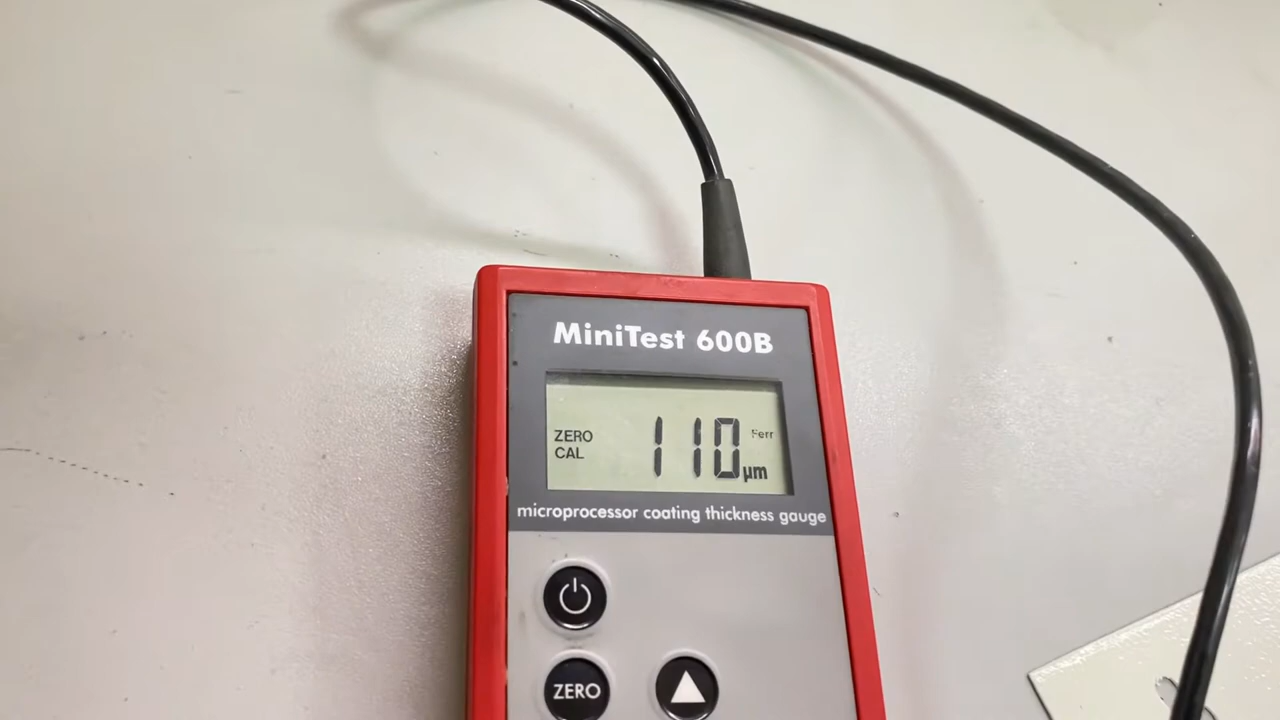 MiniTest 600B
ZERO
CAL
110
Ferr
µm
microprocessor coating thickness gauge
ZERO